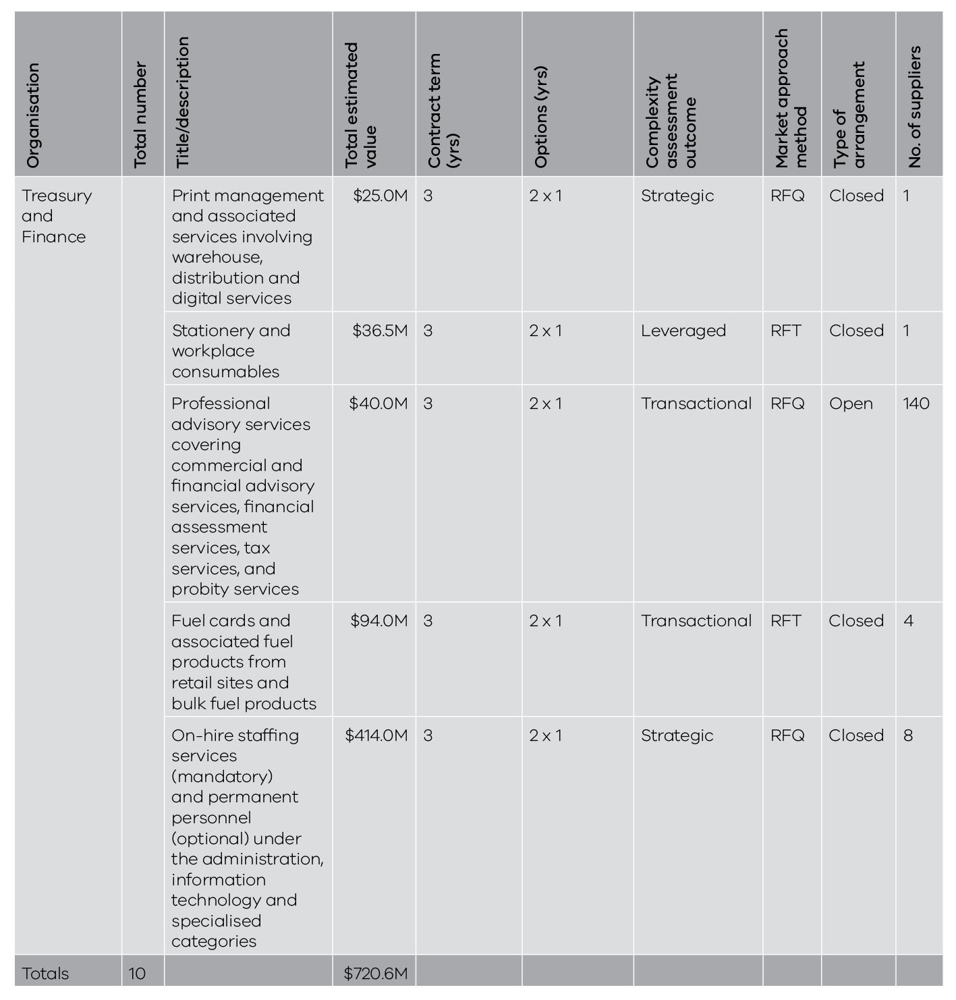 Organisation
Total number
Title/description
Total estimated
value
Contract term
(yrs)
Options (yrs)
Complexity
assessment
outcome
Market approach
method
Type of
arrangement
No. of suppliers
Treasury
and
Finance
Print management
and associated
services involving
warehouse,
distribution and
digital services
$25.0M
3
2 x 1
Strategic
RFQ
Closed
1
Stationery and
workplace
consumables
$36.5M
3
2 x 1
Leveraged
RFT
Closed
1
Professional
advisory services
covering
commercial and
financial advisory
services, financial
assessment
services, tax
services, and
probity services
$40.0M
3
2 x 1
Transactional
RFQ
Open
140
Fuel cards and
associated fuel
products from
retail sites and
bulk fuel products
$94.0M
3
2 x 1
Transactional
RFT
Closed
4
On-hire staffing
services
(mandatory)
and permanent
personnel
(optional) under
the administration,
information
technology and
specialised
categories
$414.0M
3
2 x 1
Strategic
RFQ
Closed
8
Totals
10
$720.6M